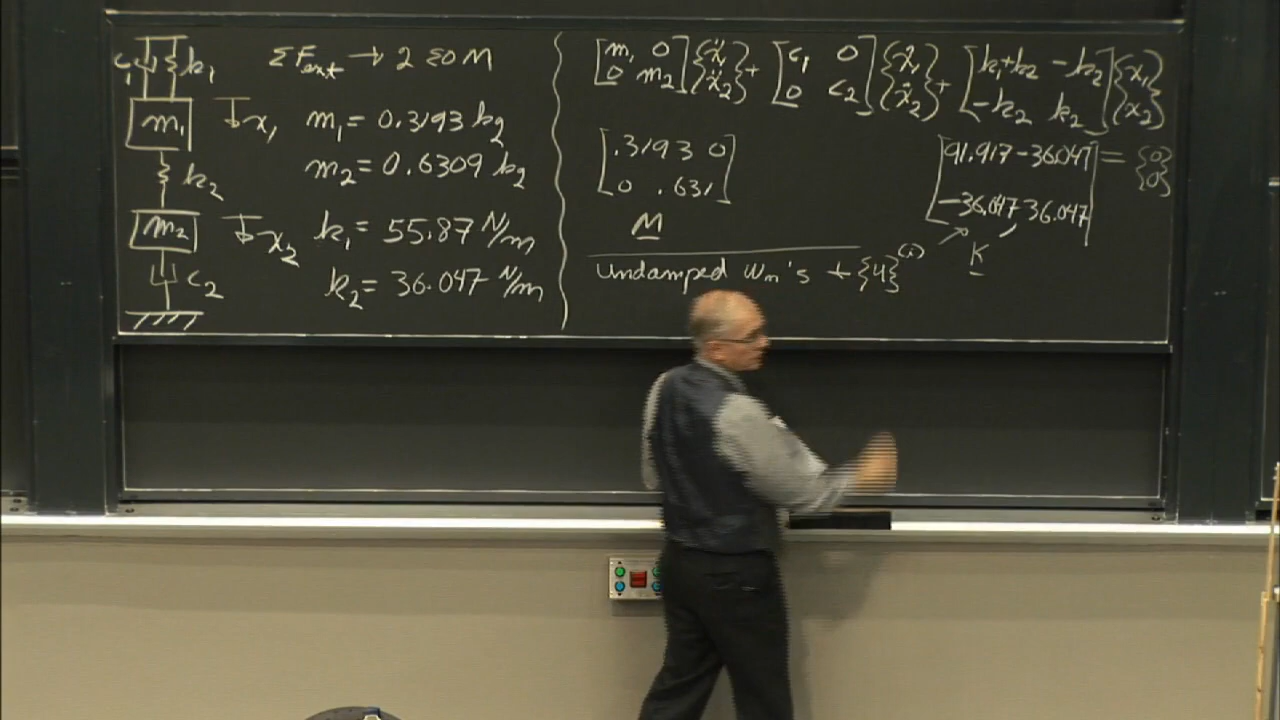 c₁ k₁ ΣF_ext → 2 EOM
m₁ x₁ m₁ = 0.3193 kg
m₂ = 0.6309 kg
k₂
m₂ x₂ k₁ = 55.87 N/m
c₂ k₂ = 36.047 N/m
[m₁ 0; 0 m₂]{ẍ₁; ẍ₂} + [c₁ 0; 0 c₂]{ẋ₁; ẋ₂} + [k₁+k₂ -k₂; -k₂ k₂]{x₁; x₂}
[.3193 0; 0 .631] [91.917 -36.047; -36.047 36.047] = {0; 0}
M K
undamped ωₙ's + {u}⁽ⁱ⁾